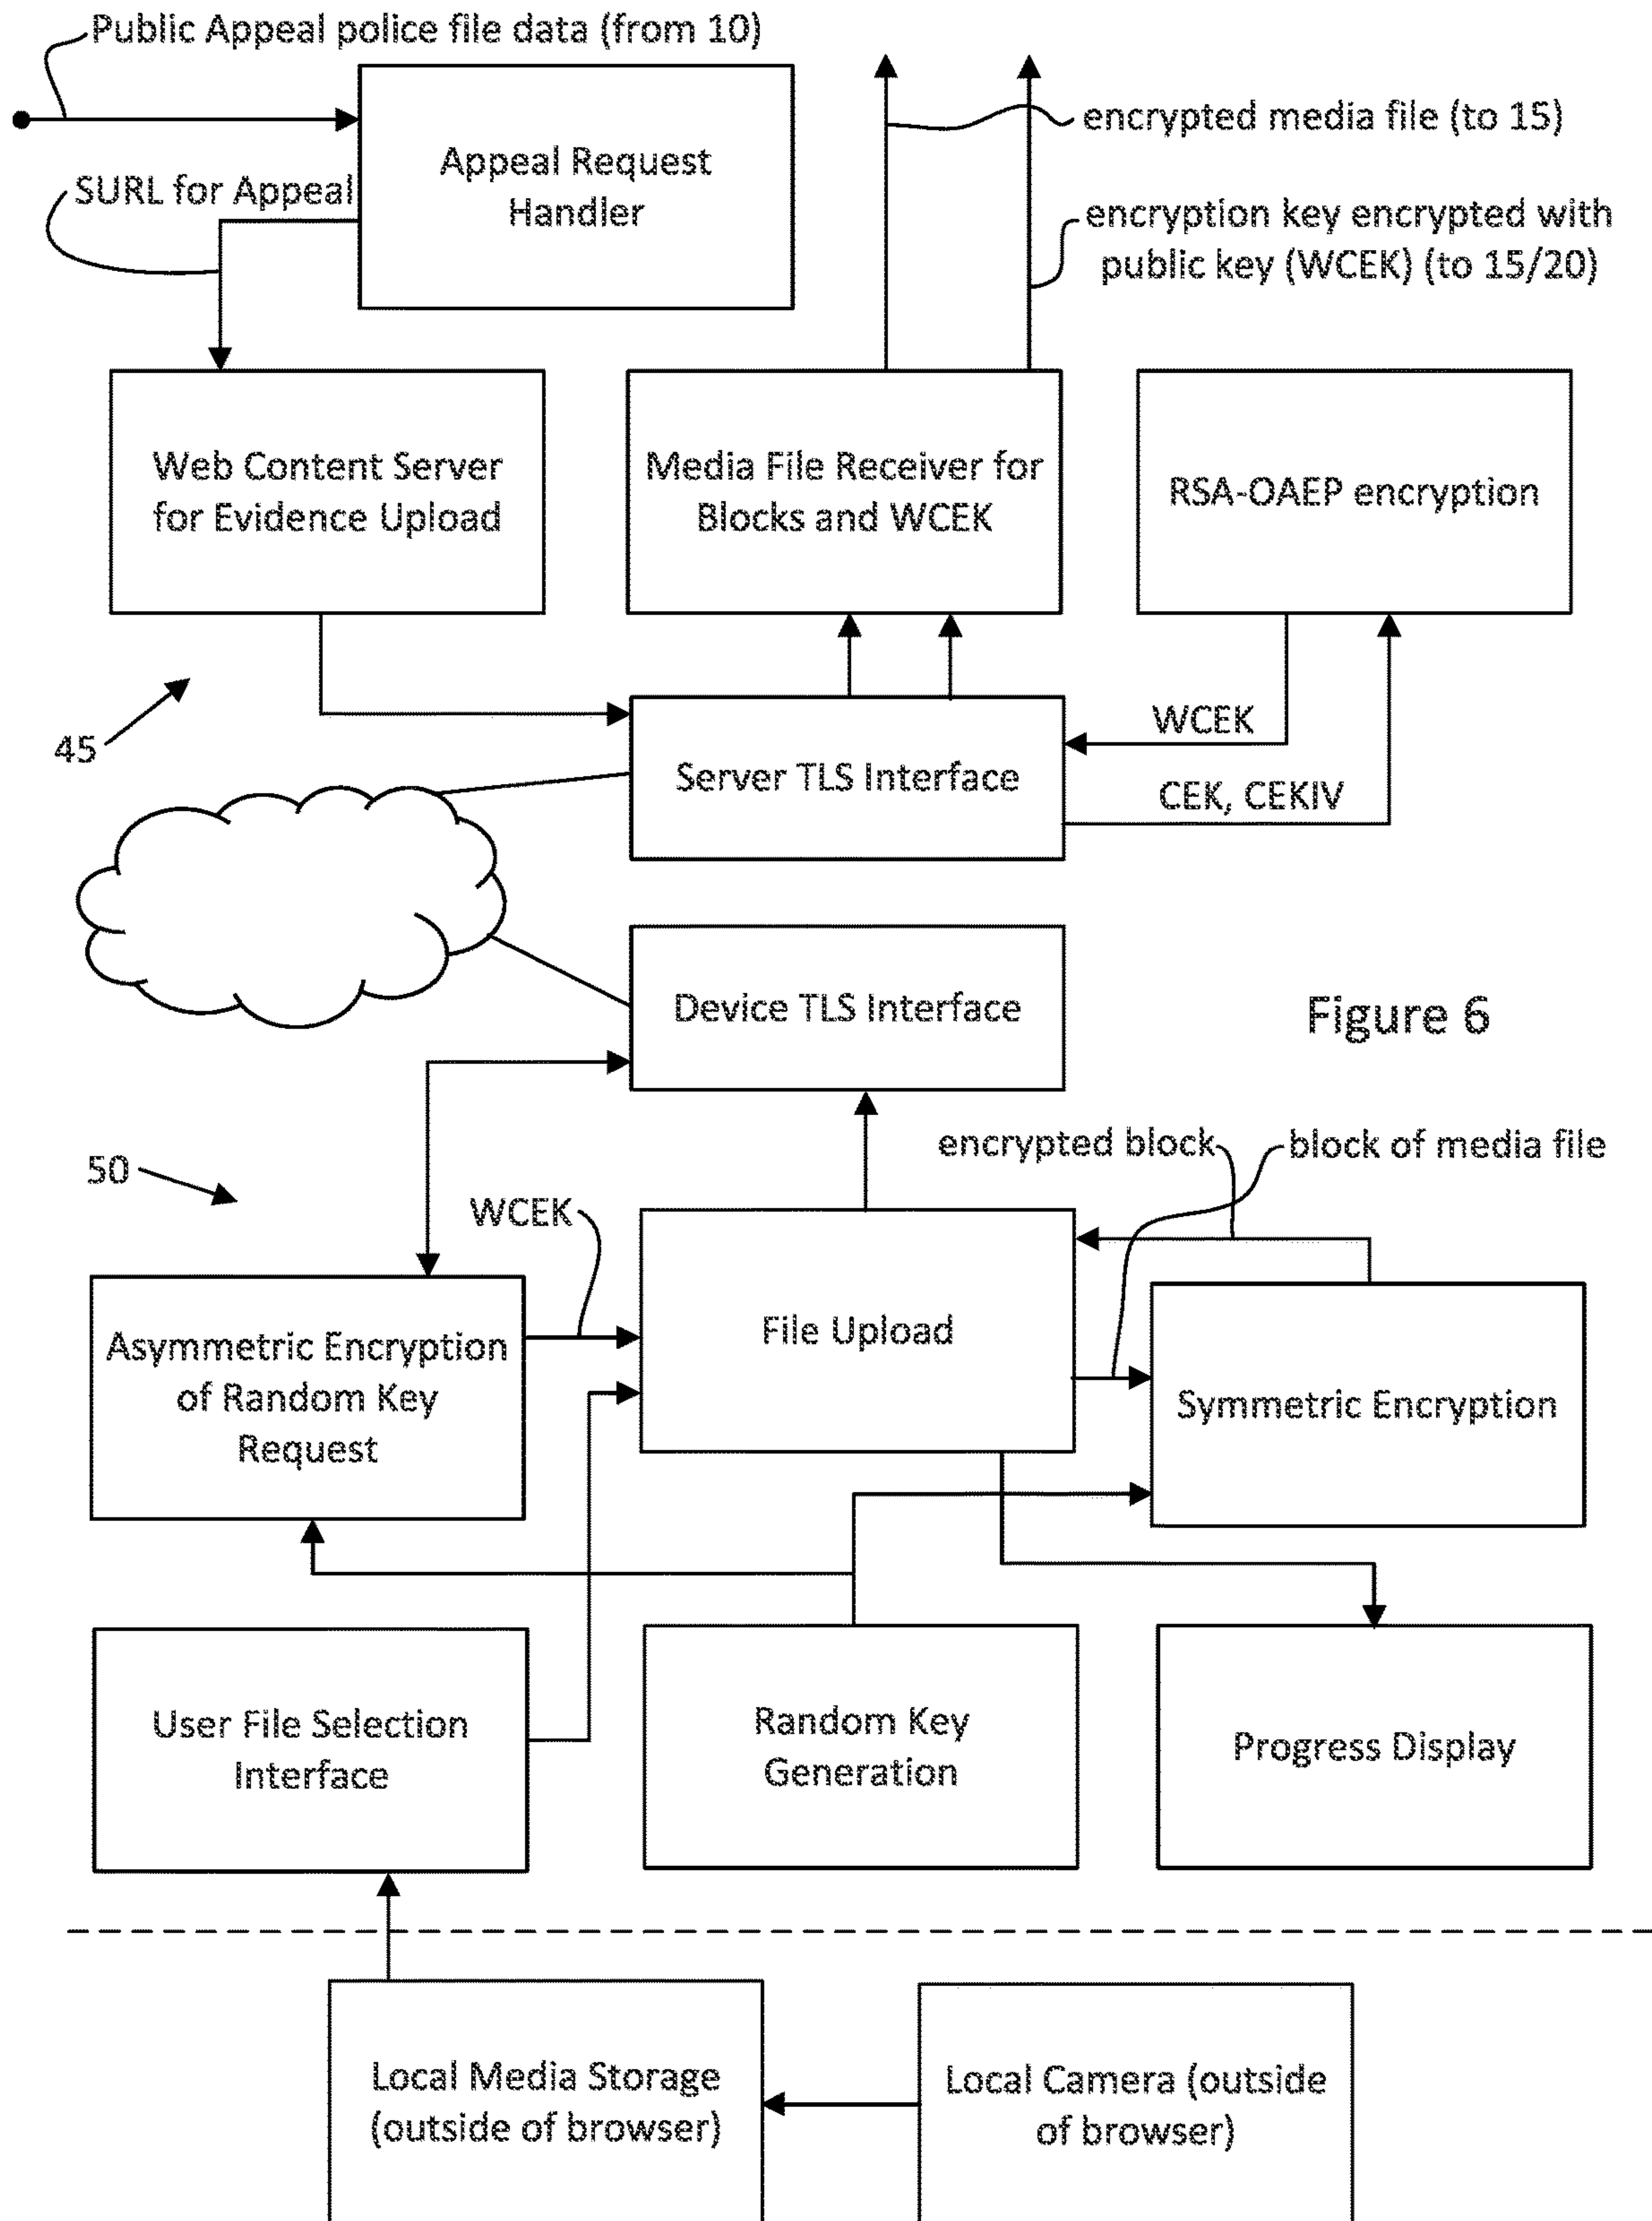 Public Appeal police file data (from 10)
encrypted media file (to 15)
Appeal Request
Handler
SURL for Appeal
encryption key encrypted with
public key (WCEK) (to 15/20)
Web Content Server
for Evidence Upload
Media File Receiver for
Blocks and WCEK
RSA-OAEP encryption
45
WCEK
Server TLS Interface
CEK, CEKIV
Device TLS Interface
Figure 6
50
encrypted block
block of media file
WCEK
File Upload
Asymmetric Encryption
of Random Key
Request
Symmetric Encryption
User File Selection
Interface
Random Key
Generation
Progress Display
Local Media Storage
(outside of browser)
Local Camera (outside
of browser)